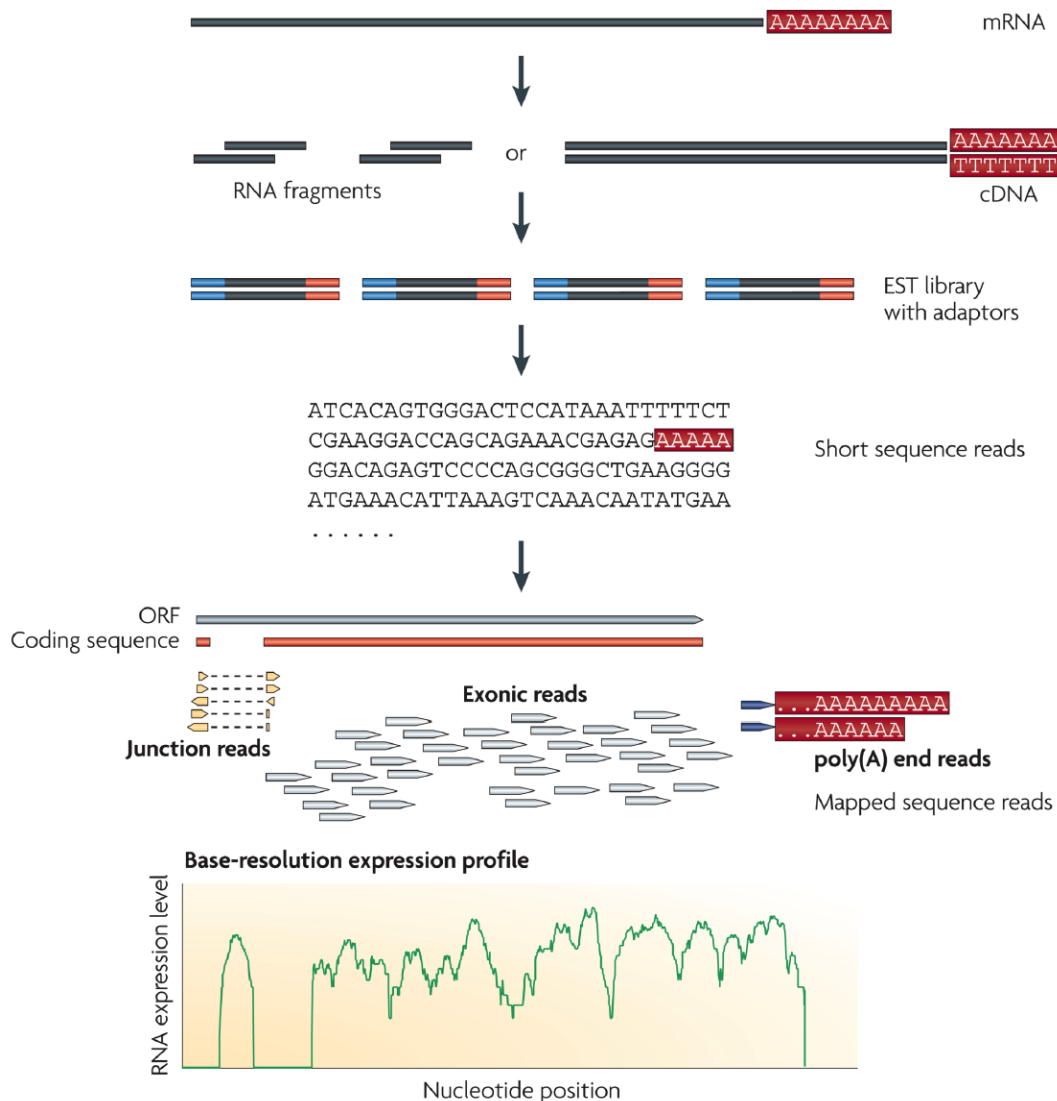 AAAAAAAA
mRNA
AAAAAAA
or
TTTTTTT
RNA fragments
cDNA
EST library
with adaptors
ATCACAGTGGGACTCCATAAATTTTTCT
CGAAGGACCAGCAGAAACGAGAGAAAAA
Short sequence reads
GGACAGAGTCCCCAGCGGGCTGAAGGGG
ATGAAACATTAAAGTCAAACAATATGAA
. . . . . .
ORF
Coding sequence
Exonic reads
...AAAAAAAAA
...AAAAAA
Junction reads
poly(A) end reads
Mapped sequence reads
Base-resolution expression profile
RNA expression level
Nucleotide position